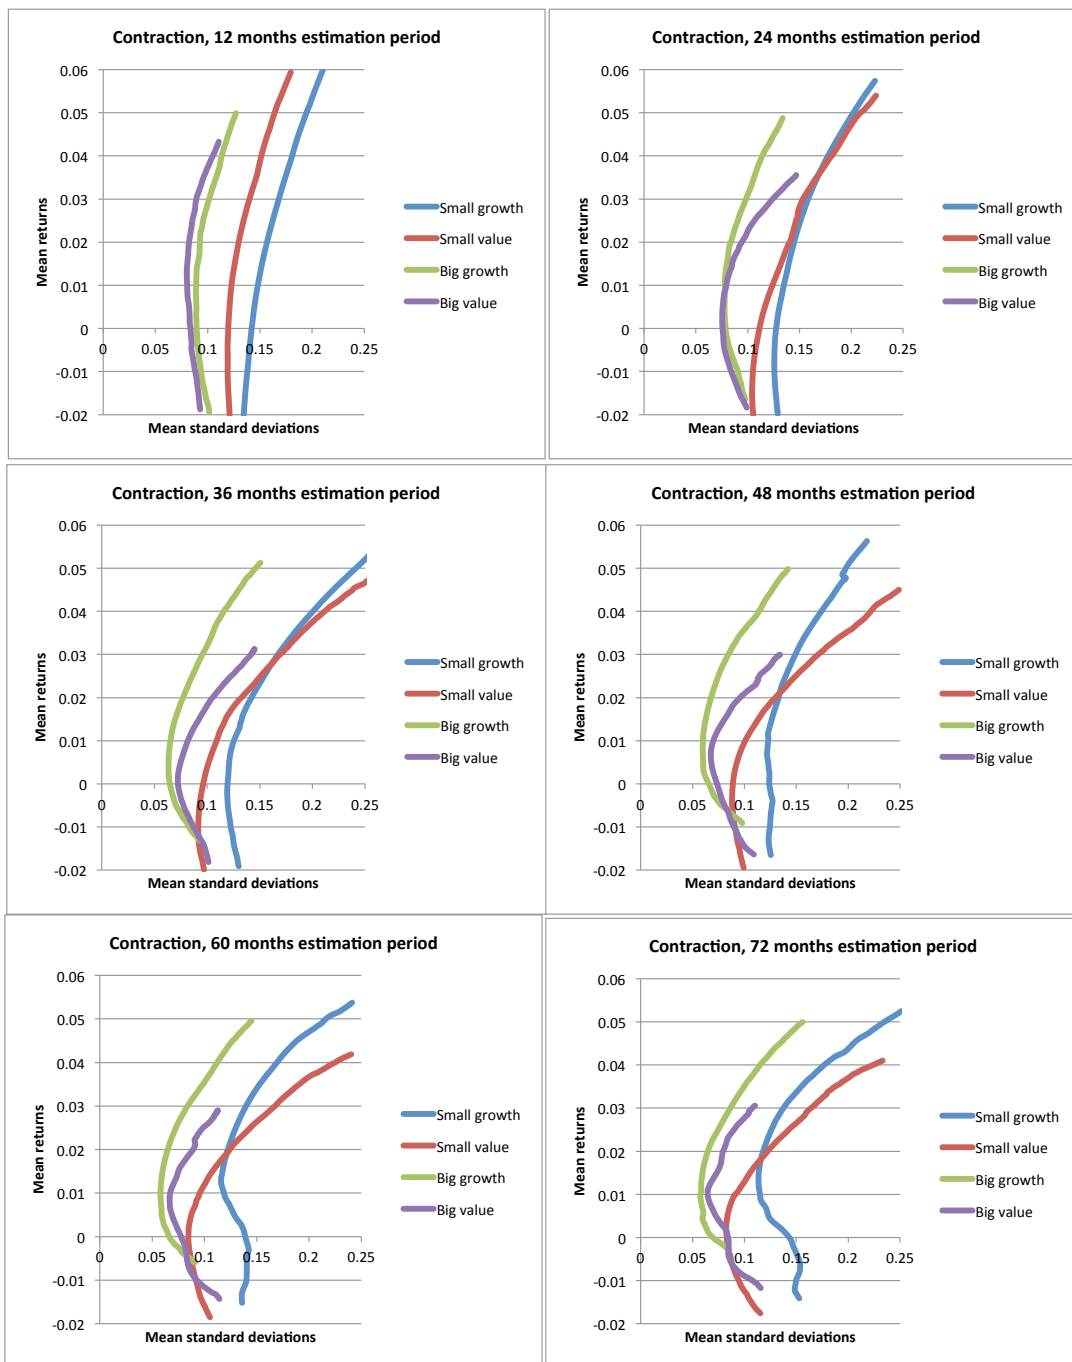 Contraction, 12 months estimation period
0.06
0.05
0.04
0.03
0.02
0.01
0
-0.01
-0.02
0 0.05 0.1 0.15 0.2 0.25
Mean returns
Mean standard deviations
Small growth
Small value
Big growth
Big value
Contraction, 24 months estimation period
0.06
0.05
0.04
0.03
0.02
0.01
0
-0.01
-0.02
0 0.05 0.1 0.15 0.2 0.25
Mean returns
Mean standard deviations
Small growth
Small value
Big growth
Big value
Contraction, 36 months estimation period
0.06
0.05
0.04
0.03
0.02
0.01
0
-0.01
-0.02
0 0.05 0.1 0.15 0.2 0.25
Mean returns
Mean standard deviations
Small growth
Small value
Big growth
Big value
Contraction, 48 months estmation period
0.06
0.05
0.04
0.03
0.02
0.01
0
-0.01
-0.02
0 0.05 0.1 0.15 0.2 0.25
Mean returns
Mean standard deviations
Small growth
Small value
Big growth
Big value
Contraction, 60 months estimation period
0.06
0.05
0.04
0.03
0.02
0.01
0
-0.01
-0.02
0 0.05 0.1 0.15 0.2 0.25
Mean returns
Mean standard deviations
Small growth
Small value
Big growth
Big value
Contraction, 72 months estimation period
0.06
0.05
0.04
0.03
0.02
0.01
0
-0.01
-0.02
0 0.05 0.1 0.15 0.2 0.25
Mean returns
Mean standard deviations
Small growth
Small value
Big growth
Big value